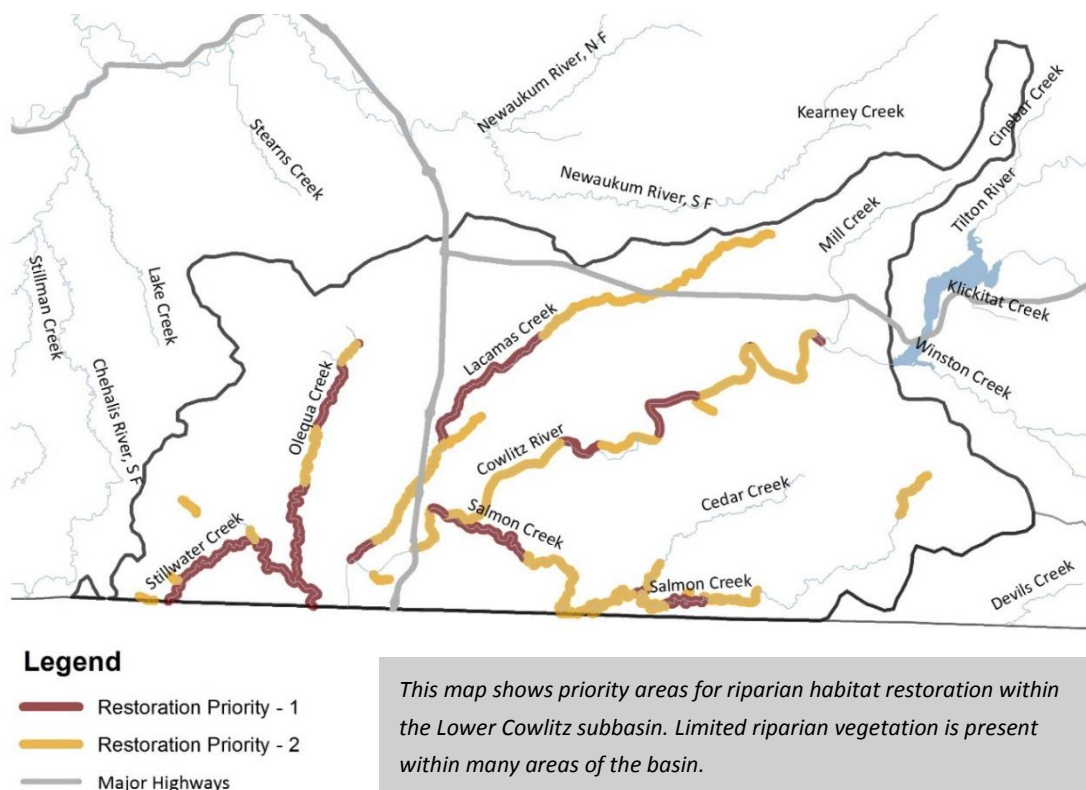 Newaukum River, N F
Kearney Creek
Cinebar Creek
Stearns Creek
Newaukum River, S F
Mill Creek
Tilton River
Stillman Creek
Lake Creek
Klickitat Creek
Lacamas Creek
Winston Creek
Chehalis River, S F
Olequa Creek
Cowlitz River
Cedar Creek
Salmon Creek
Stillwater Creek
Salmon Creek
Devils Creek
Legend
Restoration Priority - 1
Restoration Priority - 2
Major Highways
This map shows priority areas for riparian habitat restoration within
the Lower Cowlitz subbasin. Limited riparian vegetation is present
within many areas of the basin.